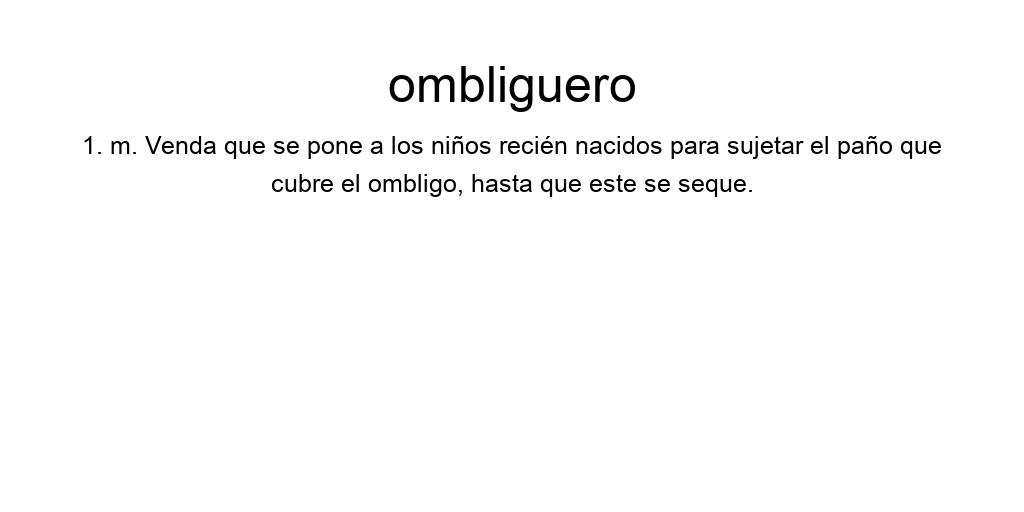 ombliguero
1. m. Venda que se pone a los niños recién nacidos para sujetar el paño que
cubre el ombligo, hasta que este se seque.